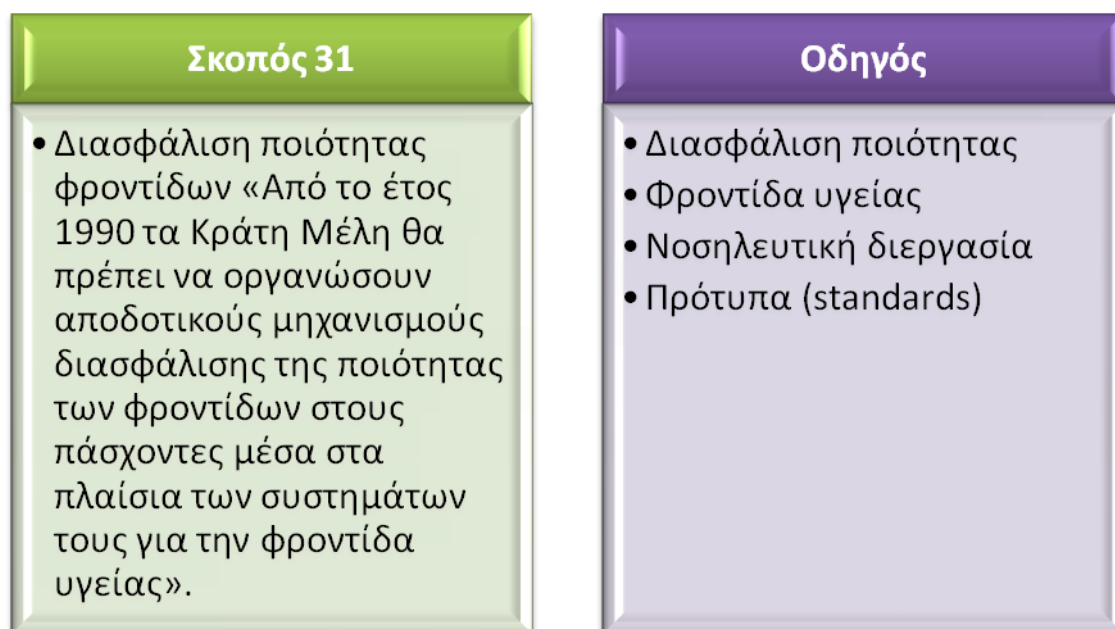 Σκοπός 31
• Διασφάλιση ποιότητας
φροντίδων «Από το έτος
1990 τα Κράτη Μέλη θα
πρέπει να οργανώσουν
αποδοτικούς μηχανισμούς
διασφάλισης της ποιότητας
των φροντίδων στους
πάσχοντες μέσα στα
πλαίσια των συστημάτων
τους για την φροντίδα
υγείας».
Οδηγός
• Διασφάλιση ποιότητας
• Φροντίδα υγείας
• Νοσηλευτική διεργασία
• Πρότυπα (standards)